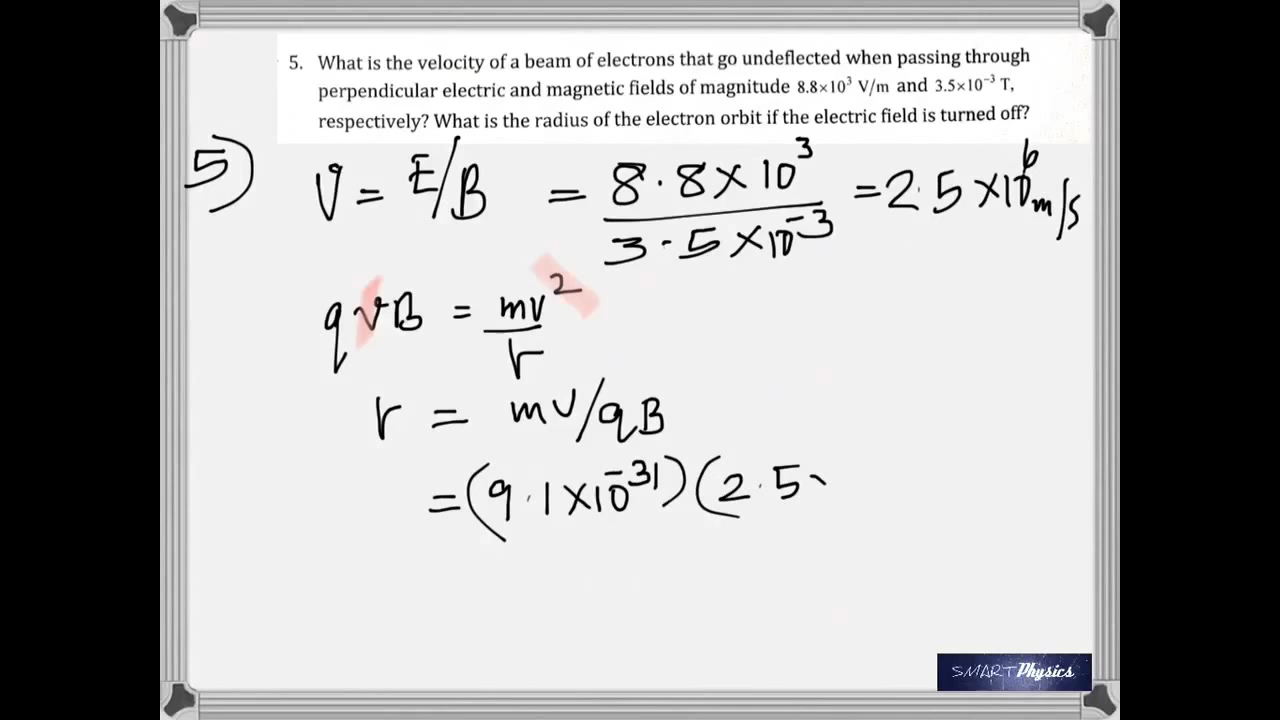 5. What is the velocity of a beam of electrons that go undeflected when passing through
perpendicular electric and magnetic fields of magnitude 8.8×10³ V/m and 3.5×10⁻³ T,
respectively? What is the radius of the electron orbit if the electric field is turned off?
5) V = E/B = 8.8×10³ / 3.5×10⁻³ = 2.5×10⁶ m/s
qvB = mv² / r
r = mv/qB
= (9.1×10⁻³¹)(2.5
SMART Physics